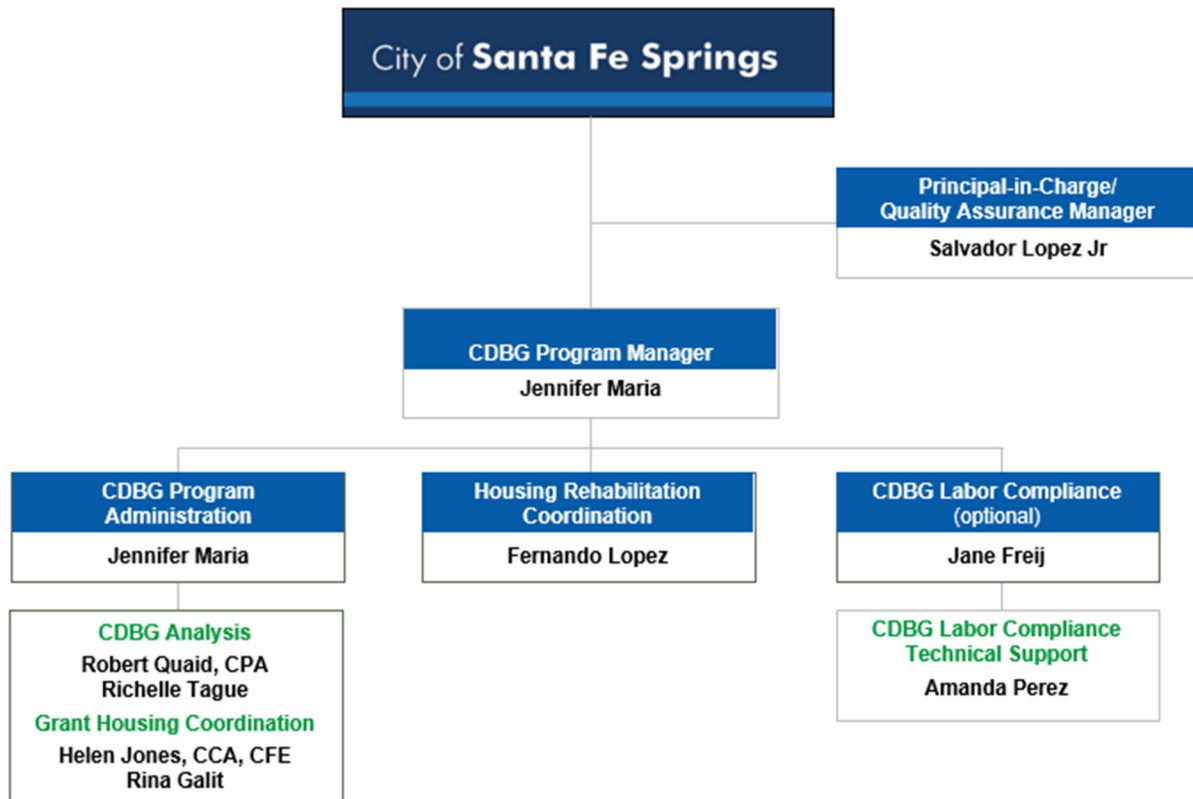 City of Santa Fe Springs
Principal-in-Charge/
Quality Assurance Manager
Salvador Lopez Jr
CDBG Program Manager
Jennifer Maria
CDBG Program
Administration
Jennifer Maria
Housing Rehabilitation
Coordination
Fernando Lopez
CDBG Labor Compliance
(optional)
Jane Freij
CDBG Analysis
Robert Quaid, CPA
Richelle Tague
Grant Housing Coordination
Helen Jones, CCA, CFE
Rina Galit
CDBG Labor Compliance
Technical Support
Amanda Perez